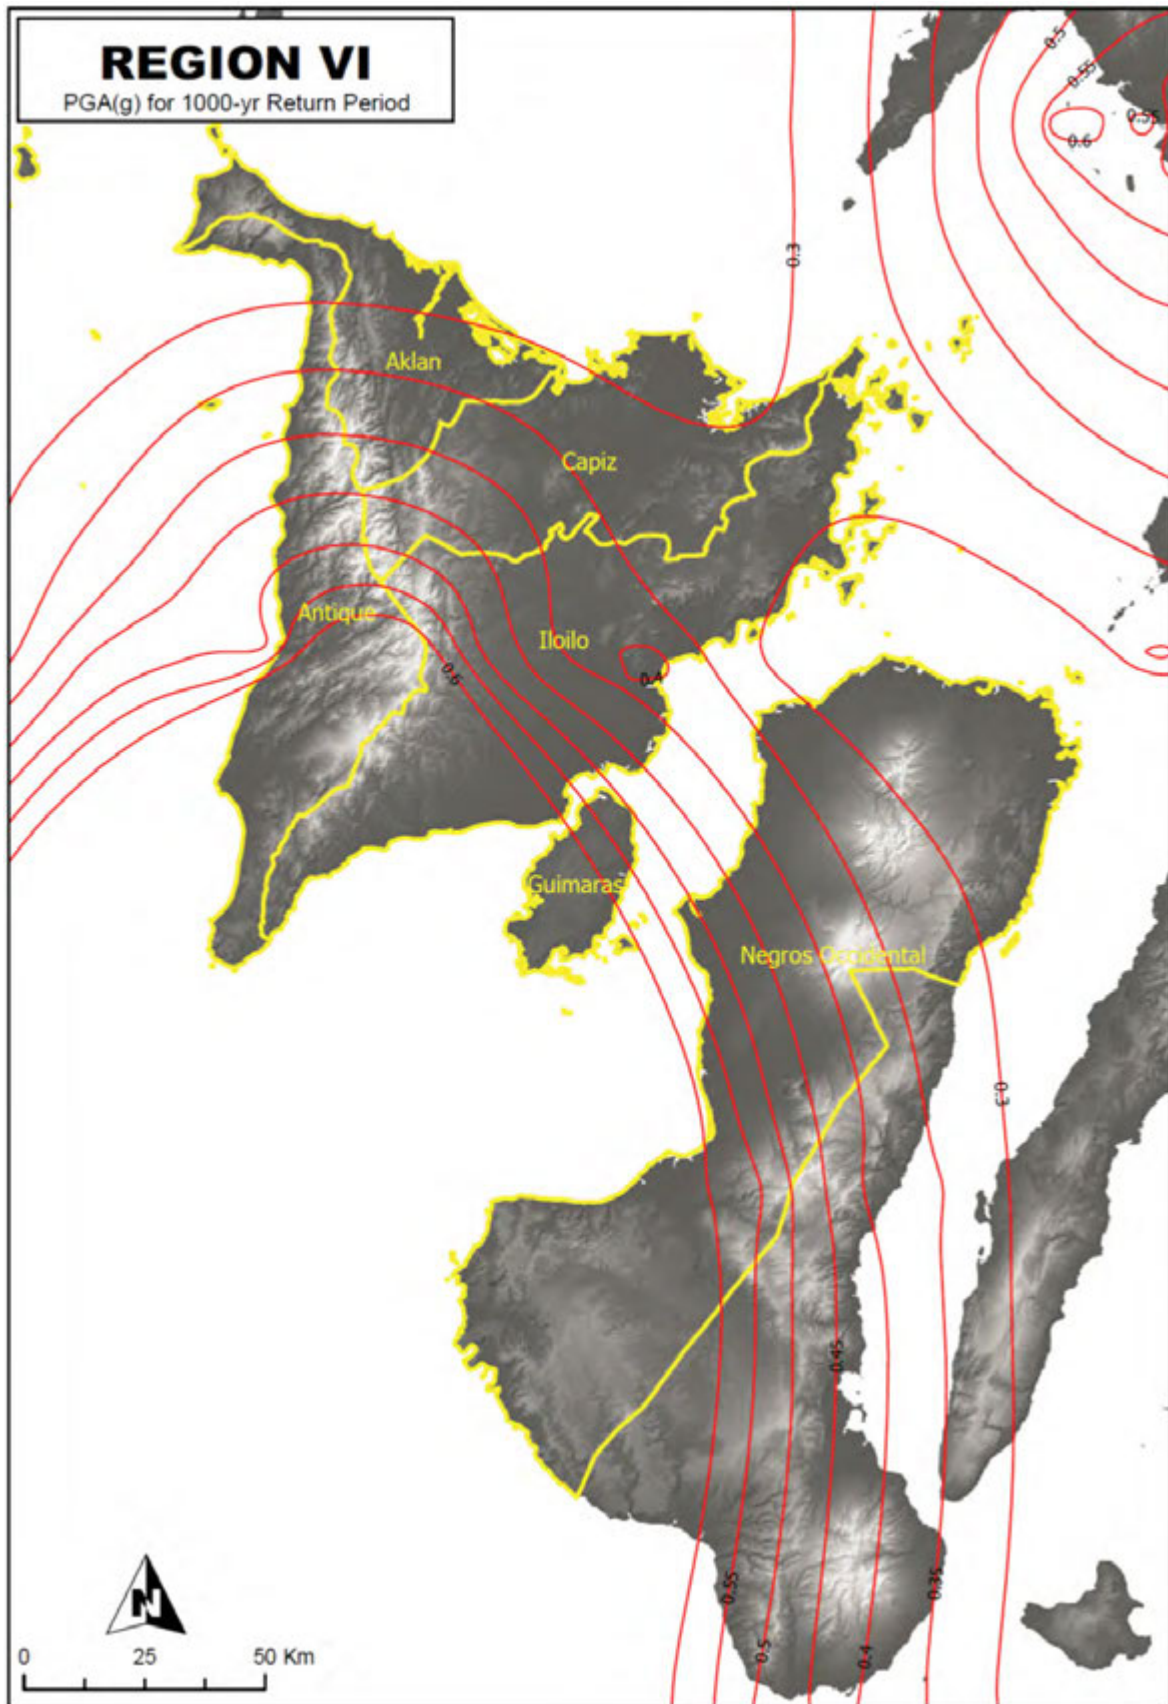 REGION VI
PGA(g) for 1000-yr Return Period
0.5
0.55
0.55
0.6
0.3
Aklan
Capiz
Antique
Iloilo
0.6
0.4
Guimaras
Negros Occidental
0.3
0.45
0.55
0.35
0.5
0.4
N
0 25 50 Km